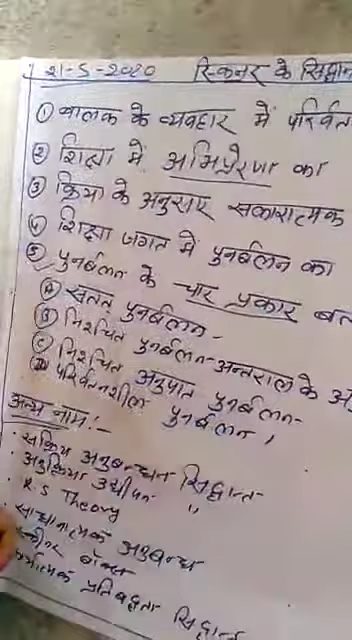 21-5-2020 स्किनर के सिद्धान
① बालक के व्यवहार में परिवर्त
② शिक्षा में अभिप्रेरणा का
③ क्रिया के अनुसार सकारात्मक
④ शिक्षा जगत में पुनर्बलन का
⑤ पुनर्बलन के चार प्रकार बत
Ⓐ सतत् पुनर्बलन-
Ⓑ निश्चित पुनर्बलन-अन्तराल के अ
Ⓒ निश्चित अनुपात पुनर्बलन-
Ⓓ परिवर्तनशील पुनर्बलन,
अन्य नाम:-
· सक्रिय अनुबन्धन सिद्धान्त
· अनुक्रिया उद्दीपन "
· R.S Theory
साधनात्मक अनुबन्ध
स्कीनर बॉक्स
प्रतिबद्धता सिद्धान्त